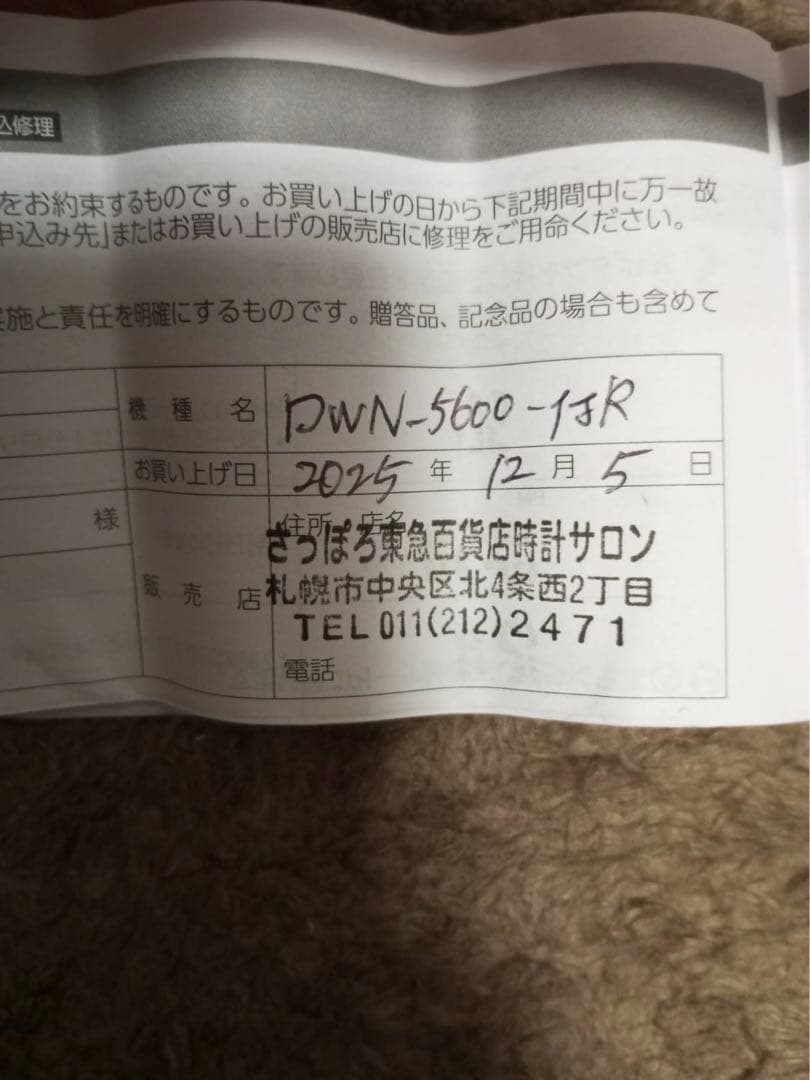 込修理
をお約束するものです。お買い上げの日から下記期間中に万一故
申込み先」またはお買い上げの販売店に修理をご用命ください。
実施と責任を明確にするものです。贈答品、記念品の場合も含めて
機種名 DWN-5600-1JR
お買い上げ日 2025年12月5日
様
販売店
住所 店名
さっぽろ東急百貨店時計サロン
札幌市中央区北4条西2丁目
TEL 011(212)2471
電話